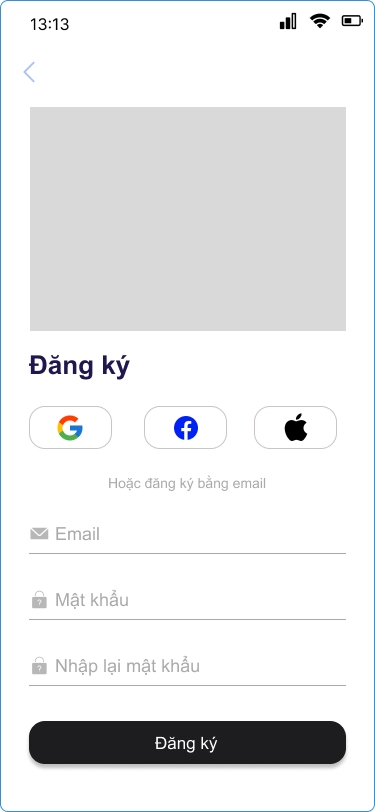 13:13
Đăng ký
Hoặc đăng ký bằng email
Email
Mật khẩu
Nhập lại mật khẩu
Đăng ký